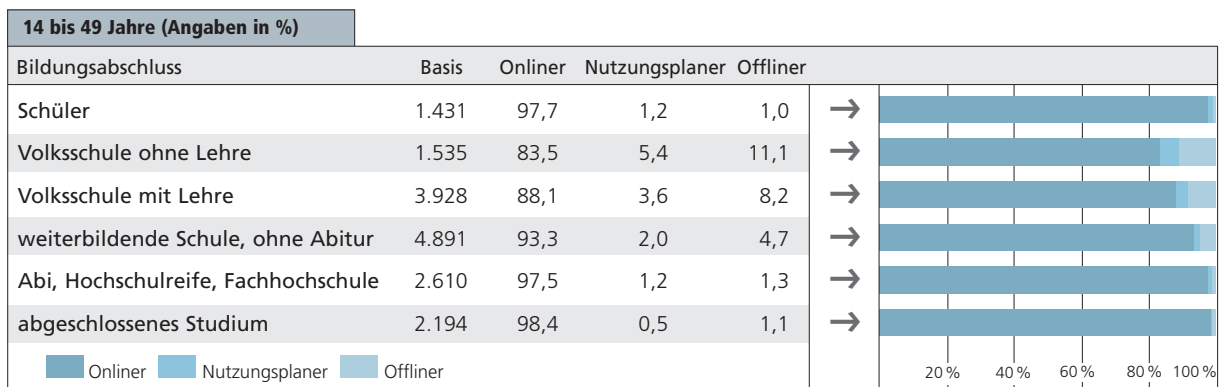 14 bis 49 Jahre (Angaben in %)
Bildungsabschluss Basis Onliner Nutzungsplaner Offliner
Schüler 1.431 97,7 1,2 1,0 →
Volksschule ohne Lehre 1.535 83,5 5,4 11,1 →
Volksschule mit Lehre 3.928 88,1 3,6 8,2 →
weiterbildende Schule, ohne Abitur 4.891 93,3 2,0 4,7 →
Abi, Hochschulreife, Fachhochschule 2.610 97,5 1,2 1,3 →
abgeschlossenes Studium 2.194 98,4 0,5 1,1 →
Onliner Nutzungsplaner Offliner 20 % 40 % 60 % 80 % 100 %